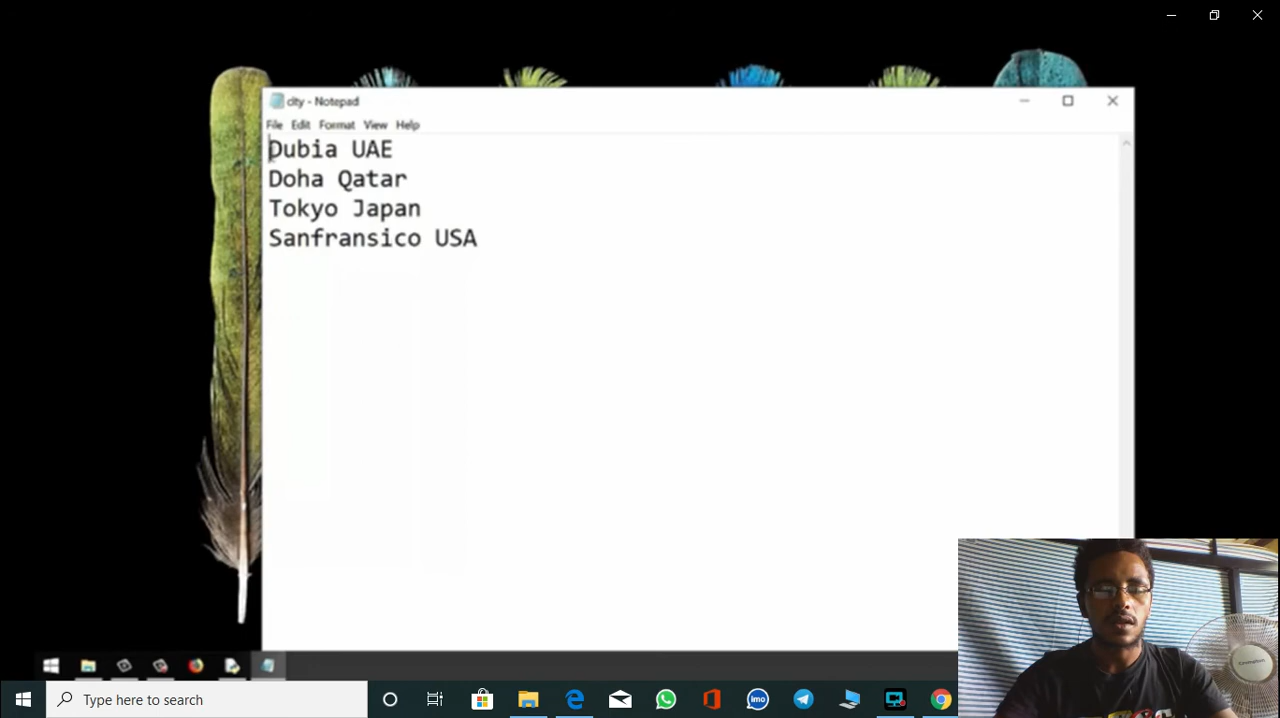 city - Notepad
File Edit Format View Help
Dubia UAE
Doha Qatar
Tokyo Japan
Sanfransico USA
imo
Type here to search